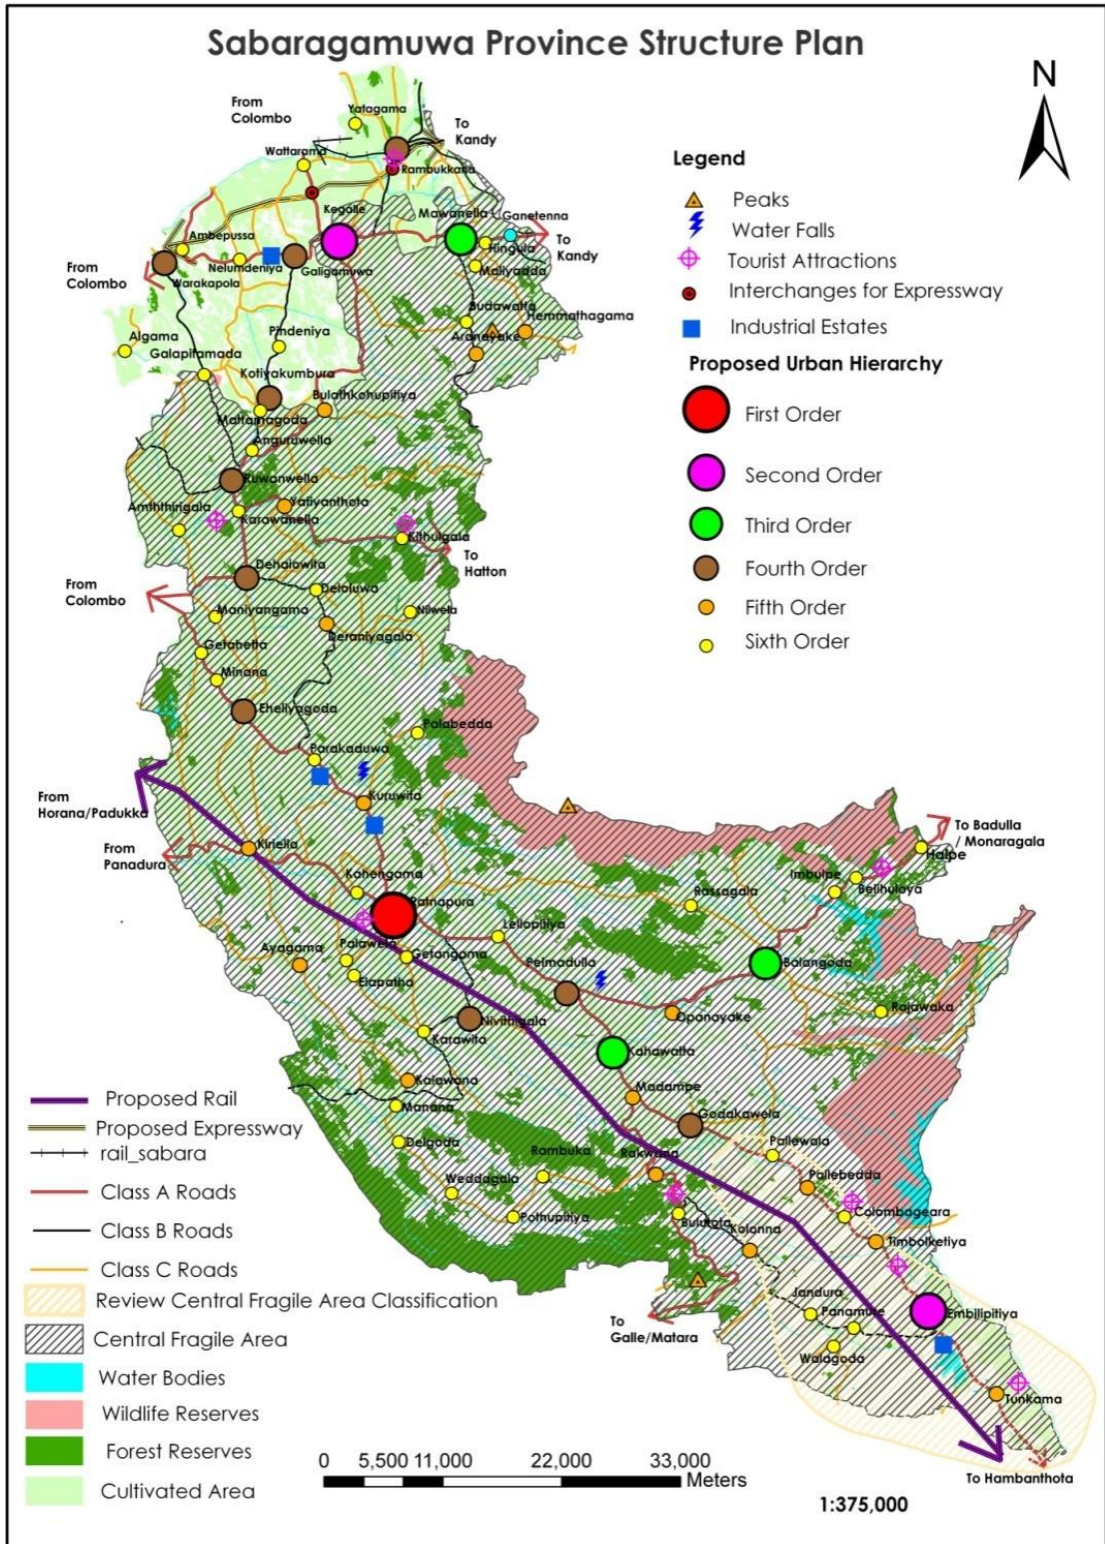 Sabaragamuwa Province Structure Plan
N
From
Colombo
Yatagama
To
Kandy
Wattarama
Rambukkana
Kegolle
Mawanella
Ganetenna
Ambepussa
Hingula
To
Kandy
Nelumdeniya
Galigamuwa
Maliyadda
From
Colombo
Warakapola
Budawatta
Hemmathagama
Algama
Pindeniya
Aranayake
Galapitamada
Kotiyakumbura
Bulathkohupitiya
Mattamagoda
Anguruwella
Ruwanwella
Yatiyanthota
Amththirigala
Karawanella
Kithulgala
To
Hatton
Dehaiowita
From
Colombo
Deloluwa
Maniyangama
Nilwela
Deraniyagala
Getahetta
Minana
Eheliyagoda
Palabedda
Parakaduwa
From
Horana/Padukka
Kuruwita
From
Panadura
Kiriella
To Badulla
/ Monaragala
Halpe
Imbulpe
Belihuloya
Kahengama
Rassagala
Ratnapura
Lellopitiya
Ayagama
Palawela
Getangama
Pelmadulla
Balangoda
Elapatha
Opanayake
Rajawaka
Nivithigala
Karawita
Kahawatta
Kalawana
Madampe
Manana
Godakawela
Delgoda
Pallewala
Rambuka
Rakwana
Pallebedda
Weddagala
Colombageara
Pothupitiya
Bulutota
Kolonna
Timbolketiya
Jandura
Panamure
Embilipitiya
To
Galle/Matara
Walagoda
Tunkama
To Hambanthota
Legend
Peaks
Water Falls
Tourist Attractions
Interchanges for Expressway
Industrial Estates
Proposed Urban Hierarchy
First Order
Second Order
Third Order
Fourth Order
Fifth Order
Sixth Order
Proposed Rail
Proposed Expressway
rail_sabara
Class A Roads
Class B Roads
Class C Roads
Review Central Fragile Area Classification
Central Fragile Area
Water Bodies
Wildlife Reserves
Forest Reserves
Cultivated Area
0 5,500 11,000 22,000 33,000
Meters
1:375,000